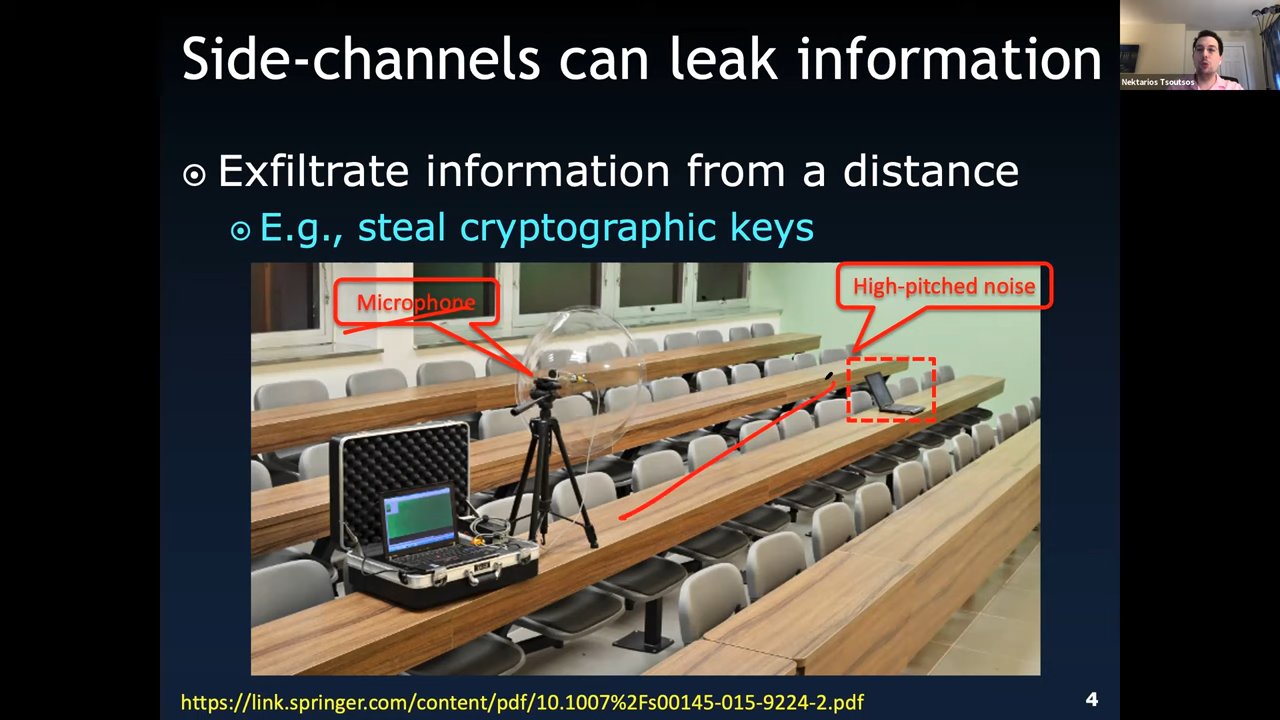 Side-channels can leak information
Nektarios Tsoutsos
Exfiltrate information from a distance
E.g., steal cryptographic keys
Microphone
High-pitched noise
https://link.springer.com/content/pdf/10.1007%2Fs00145-015-9224-2.pdf
4